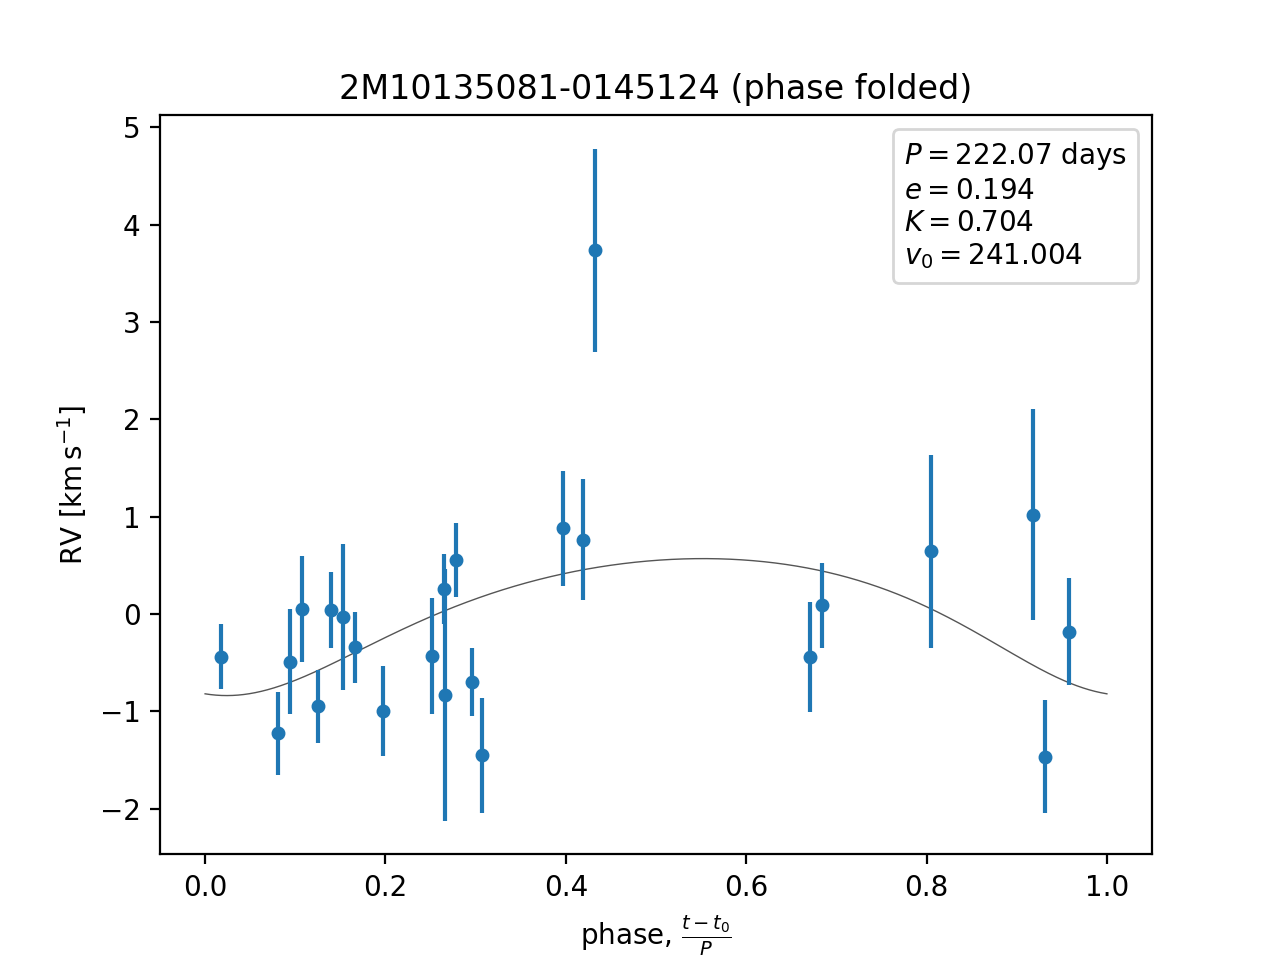 2M10135081-0145124 (phase folded)
P = 222.07 days
e = 0.194
K = 0.704
v₀ = 241.004
5
4
3
2
1
0
−1
−2
RV [km s⁻¹]
0.0 0.2 0.4 0.6 0.8 1.0
phase, (t − t₀)/P